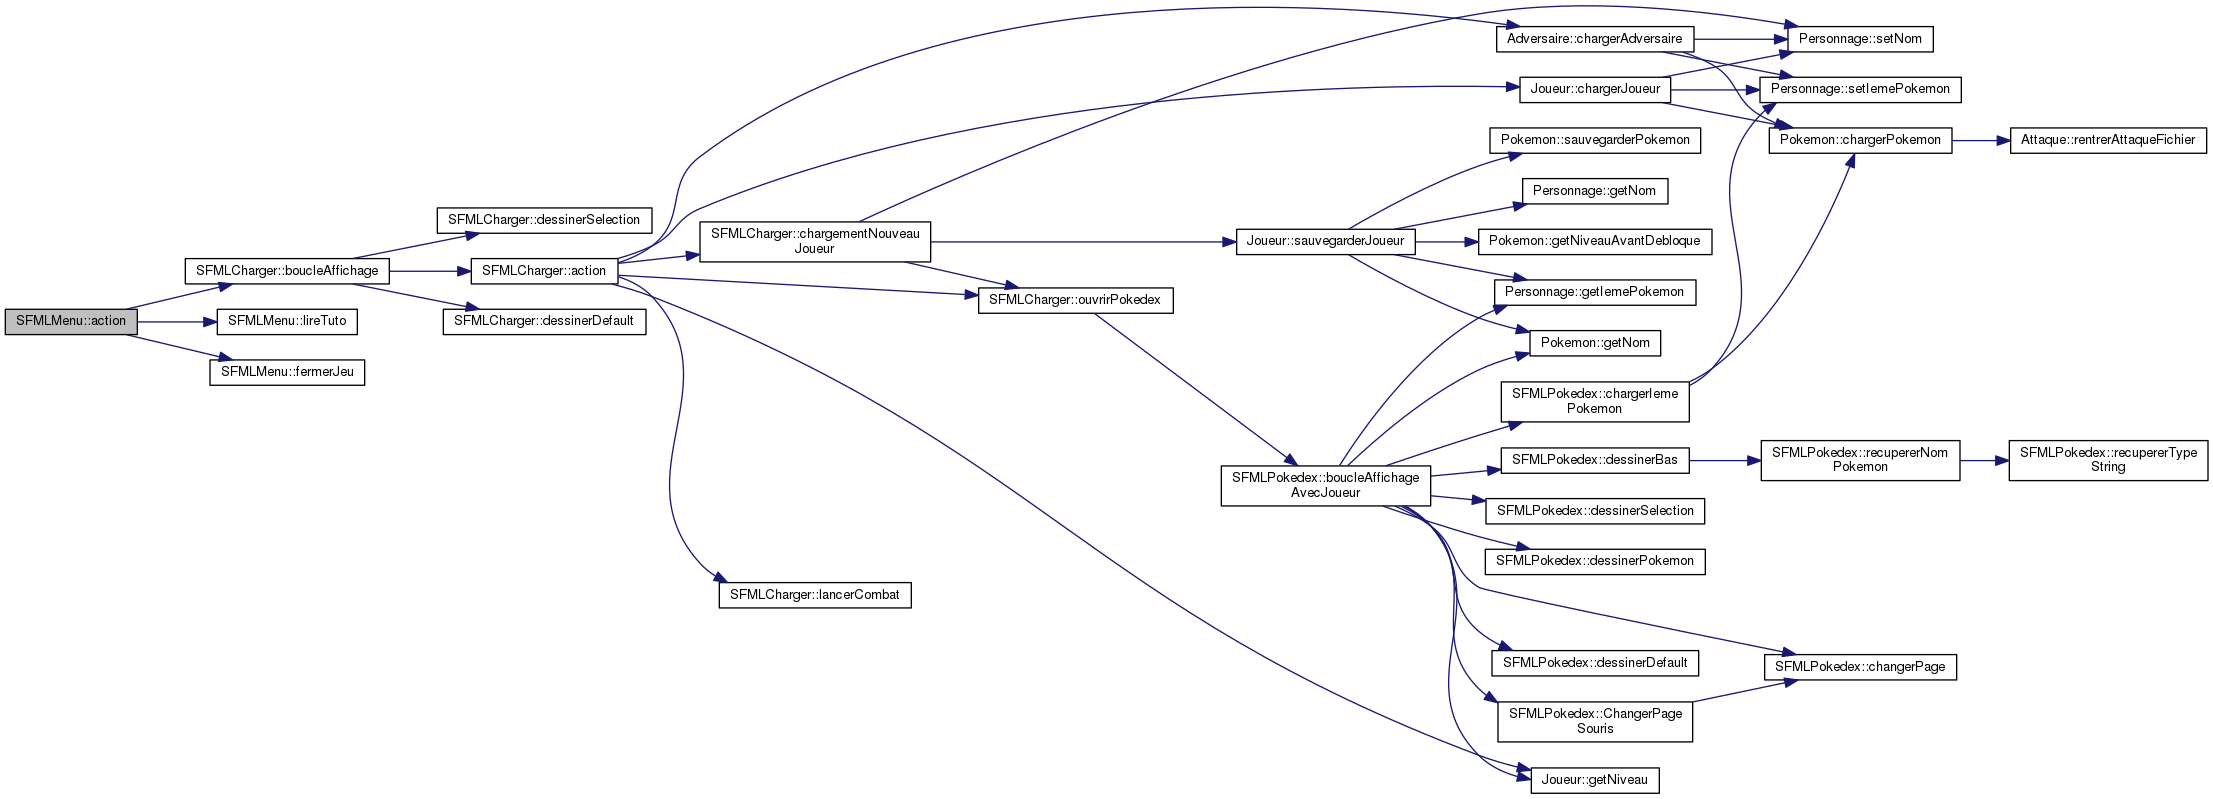 SFMLMenu::action
SFMLCharger::boucleAffichage
SFMLMenu::lireTuto
SFMLMenu::fermerJeu
SFMLCharger::dessinerSelection
SFMLCharger::action
SFMLCharger::dessinerDefault
SFMLCharger::chargementNouveau
Joueur
SFMLCharger::lancerCombat
SFMLCharger::ouvrirPokedex
Joueur::sauvegarderJoueur
SFMLPokedex::boucleAffichage
AvecJoueur
Adversaire::chargerAdversaire
Joueur::chargerJoueur
Pokemon::sauvegarderPokemon
Personnage::getNom
Pokemon::getNiveauAvantDebloque
Personnage::getIemePokemon
Pokemon::getNom
SFMLPokedex::chargerIeme
Pokemon
SFMLPokedex::dessinerBas
SFMLPokedex::dessinerSelection
SFMLPokedex::dessinerPokemon
SFMLPokedex::dessinerDefault
SFMLPokedex::ChangerPage
Souris
Joueur::getNiveau
Personnage::setNom
Personnage::setIemePokemon
Pokemon::chargerPokemon
SFMLPokedex::recupererNom
Pokemon
SFMLPokedex::changerPage
Attaque::rentrerAttaqueFichier
SFMLPokedex::recupererType
String